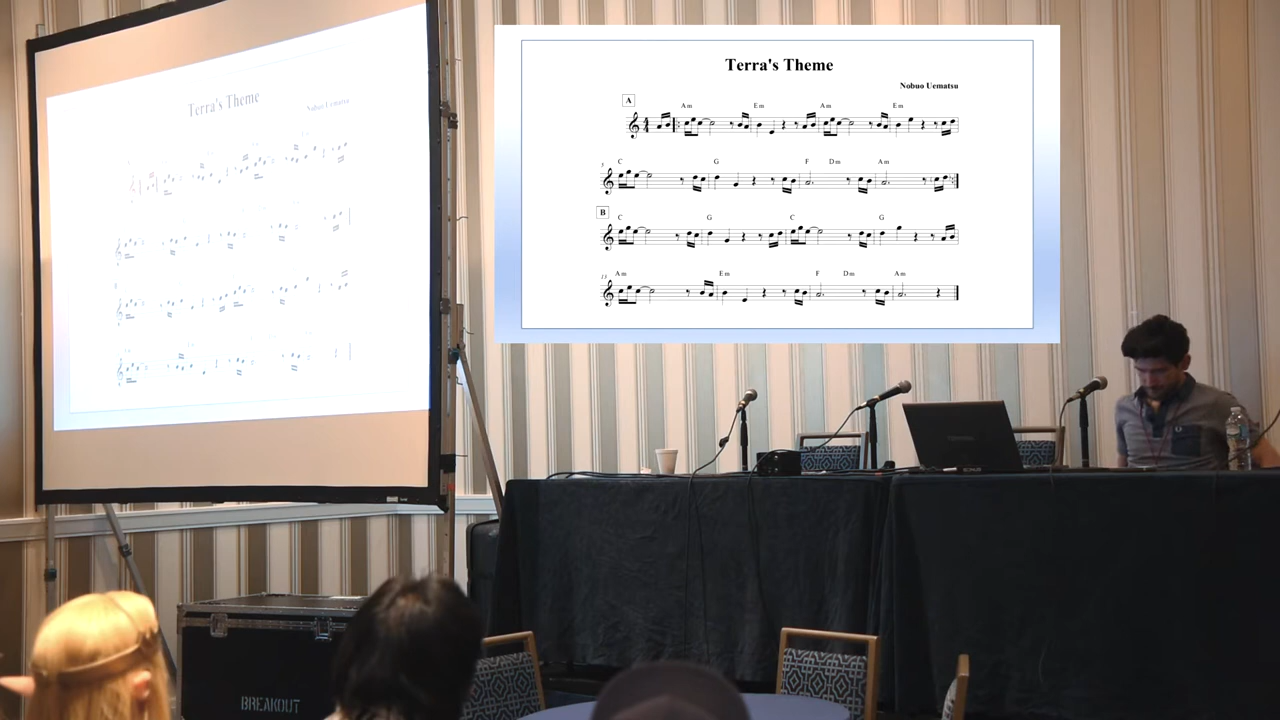 Terra's Theme
Nobuo Uematsu
A
Am Em Am Em
5
C G F Dm Am
B
C G C G
13
Am Em F Dm Am
Terra's Theme
Nobuo Uematsu
BREAKOUT